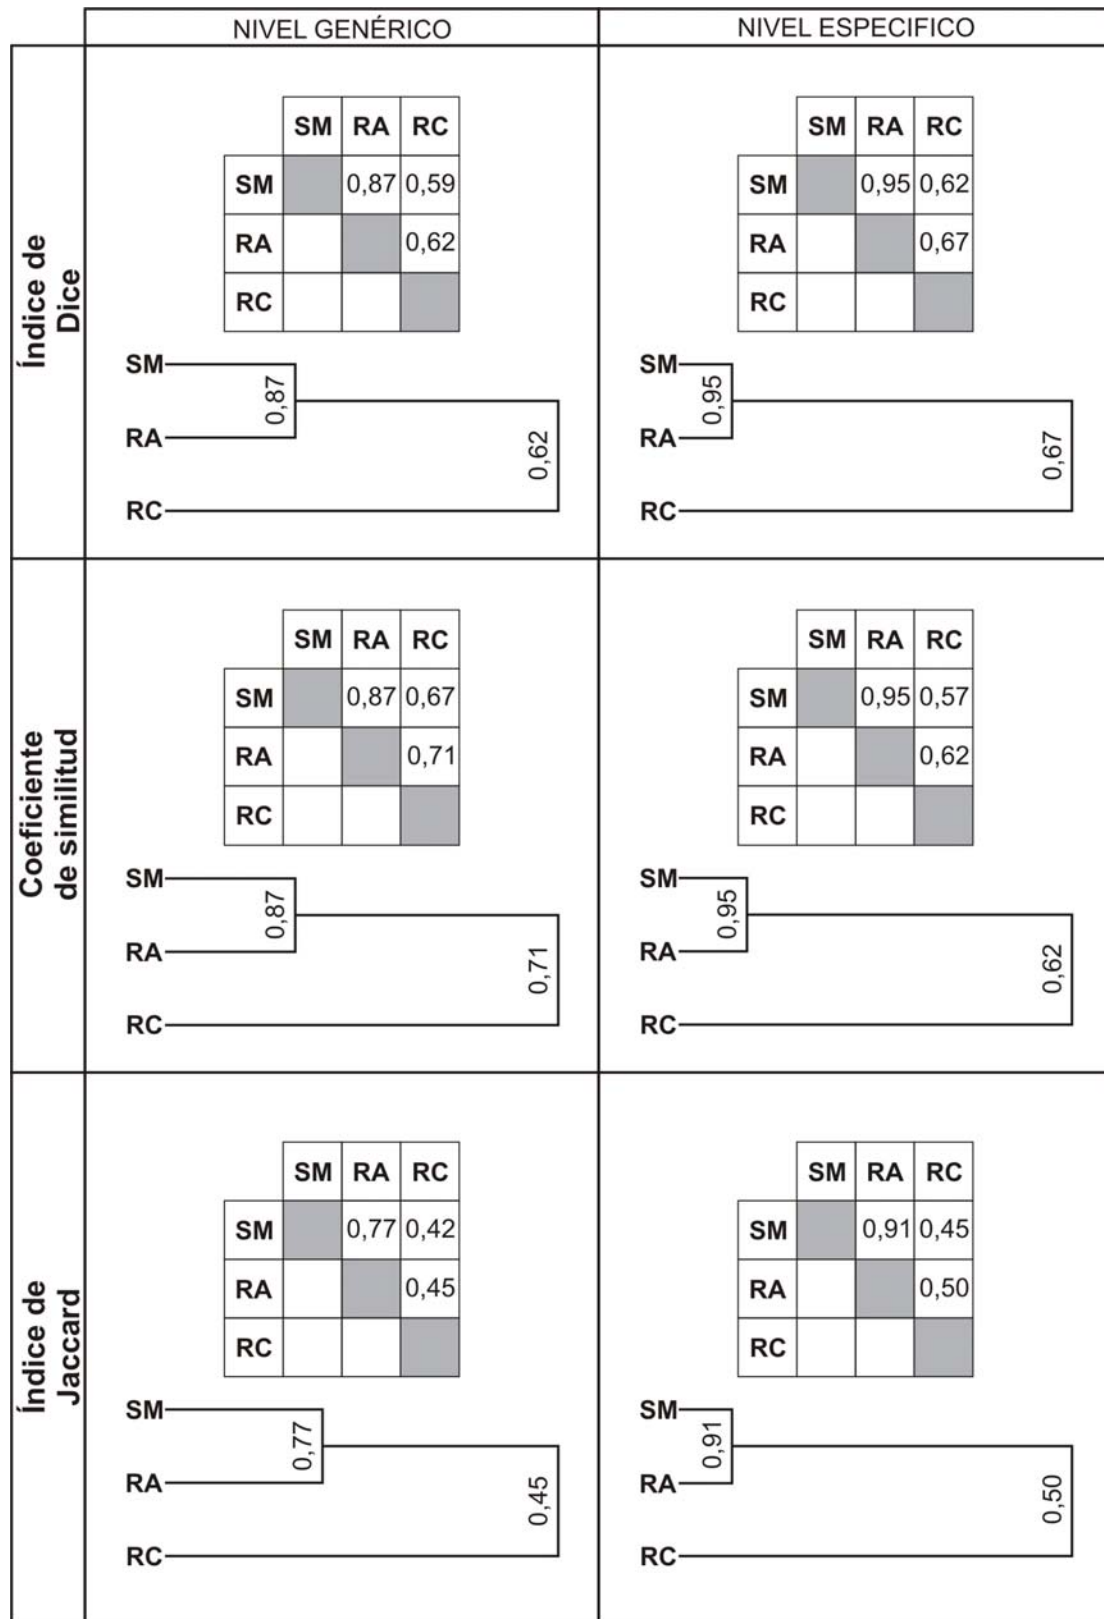 NIVEL GENÉRICO
NIVEL ESPECIFICO
Índice de
Dice
SM RA RC
SM 0,87 0,59
RA 0,62
RC
SM
RA
RC
0,87
0,62
SM RA RC
SM 0,95 0,62
RA 0,67
RC
SM
RA
RC
0,95
0,67
Coeficiente
de similitud
SM RA RC
SM 0,87 0,67
RA 0,71
RC
SM
RA
RC
0,87
0,71
SM RA RC
SM 0,95 0,57
RA 0,62
RC
SM
RA
RC
0,95
0,62
Índice de
Jaccard
SM RA RC
SM 0,77 0,42
RA 0,45
RC
SM
RA
RC
0,77
0,45
SM RA RC
SM 0,91 0,45
RA 0,50
RC
SM
RA
RC
0,91
0,50